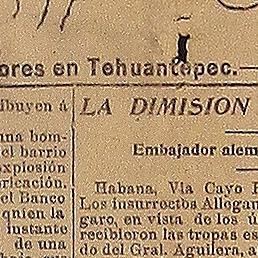 ores en Tehuantepec.—
ibuyen á
una bom-
el barrio
explosión
ricación.
el Banco
quien la
instante
de una
LA DIMISION
Embajador alem
Habana, Vía Cayo H
Los insurrectos Allegan
garo, en vista de los ú
recibieron las tropas es
do del Gral. Aguilera, a